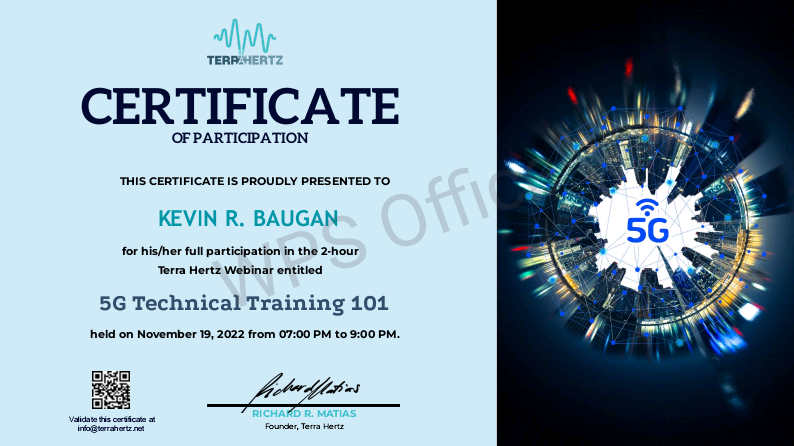 TERRAHERTZ
CERTIFICATE
OF PARTICIPATION
THIS CERTIFICATE IS PROUDLY PRESENTED TO
KEVIN R. BAUGAN
for his/her full participation in the 2-hour
Terra Hertz Webinar entitled
5G Technical Training 101
held on November 19, 2022 from 07:00 PM to 9:00 PM.
Validate this certificate at
info@terrahertz.net
Richard Matias
RICHARD R. MATIAS
Founder, Terra Hertz
5G
WPS Office